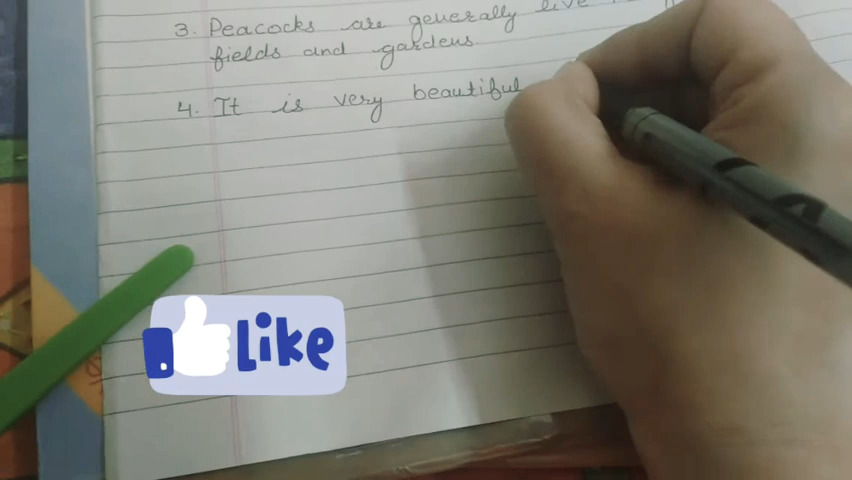 3. Peacocks are generally live
fields and gardens.
4. It is very beautiful
like